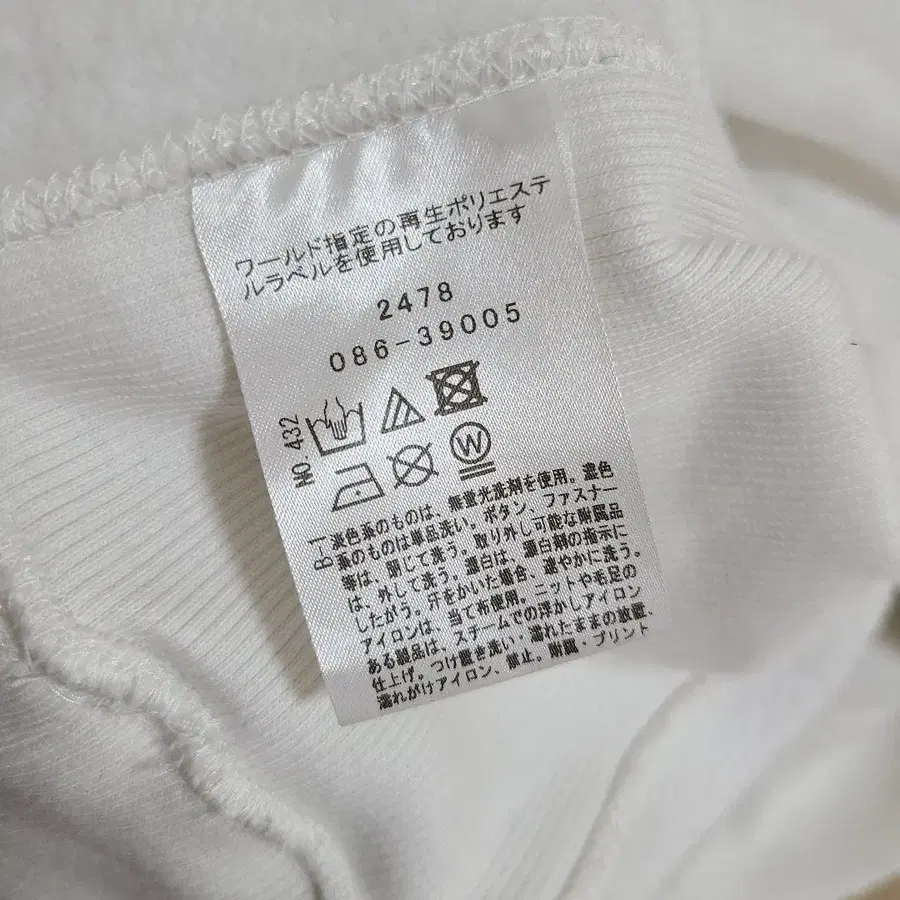 ワールド指定の再生ポリエステ
ルラベルを使用しております
2478
086-39005
NO.432
W
B-1
淡色系のものは、無蛍光洗剤を使用。濃色
系のものは単品洗い。ボタン、ファスナー
等は、閉じて洗う。取り外し可能な附属品
は、外して洗う。漂白は、漂白剤の指示に
したがう。汗をかいた場合、速やかに洗う。
アイロンは、当て布使用。ニットや毛足の
ある製品は、スチームでの浮かしアイロン
仕上げ。つけ置き洗い・濡れたままの放置、
濡れがけアイロン、禁止。附属・プリント